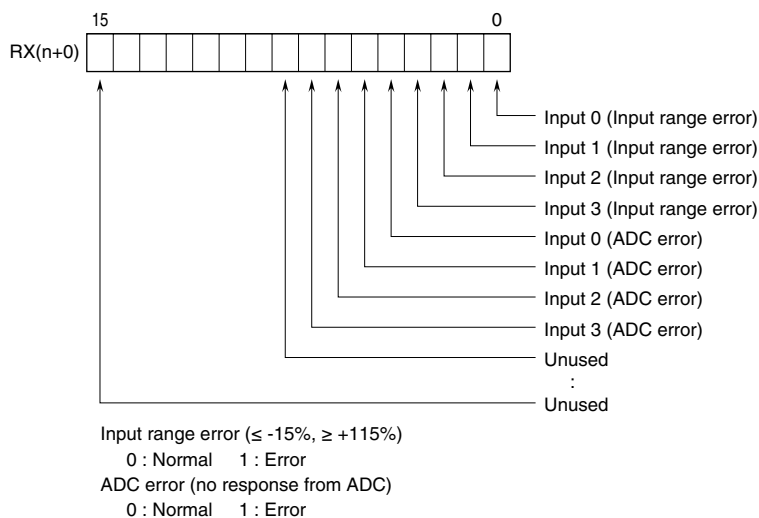 15 0
RX(n+0)
Input 0 (Input range error)
Input 1 (Input range error)
Input 2 (Input range error)
Input 3 (Input range error)
Input 0 (ADC error)
Input 1 (ADC error)
Input 2 (ADC error)
Input 3 (ADC error)
Unused
:
Unused
Input range error (≤ -15%, ≥ +115%)
0 : Normal 1 : Error
ADC error (no response from ADC)
0 : Normal 1 : Error